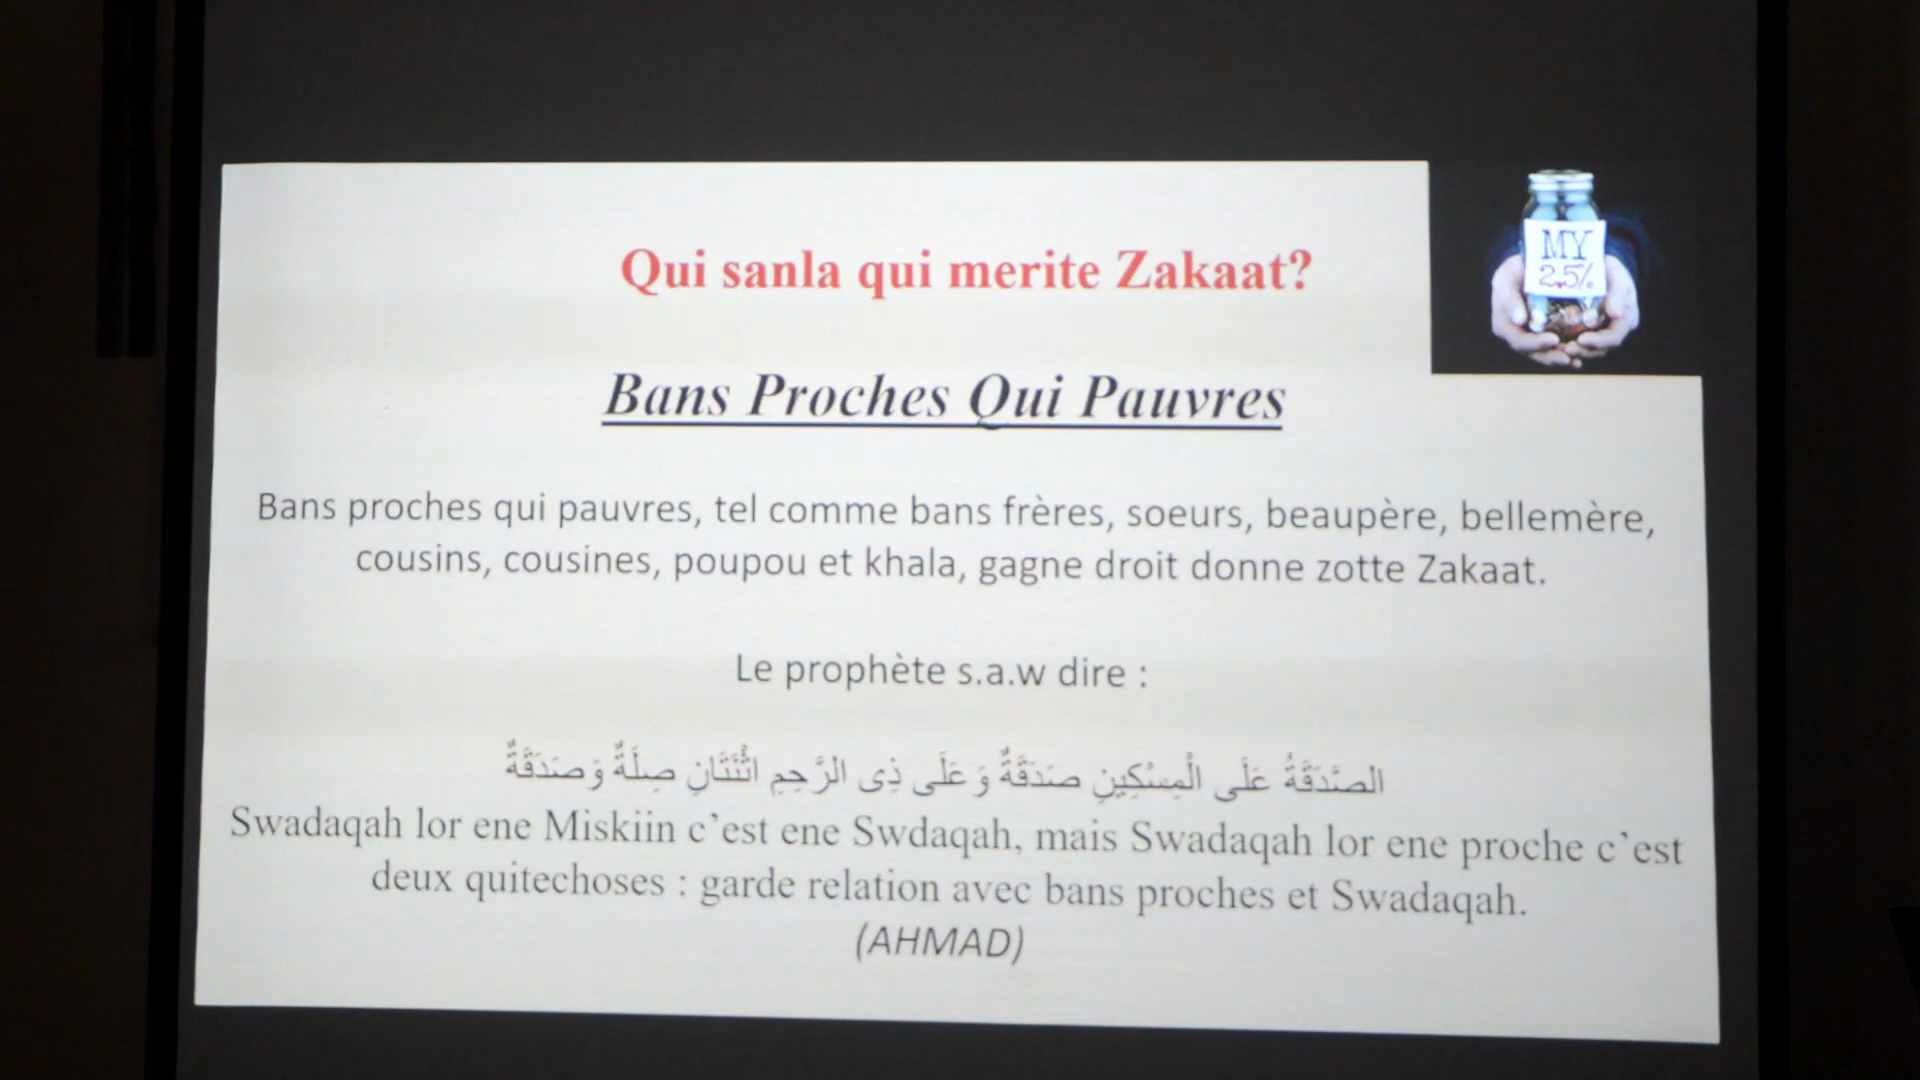 Qui sanla qui merite Zakaat?
MY
2.5%
Bans Proches Qui Pauvres
Bans proches qui pauvres, tel comme bans frères, soeurs, beaupère, bellemère,
cousins, cousines, poupou et khala, gagne droit donne zotte Zakaat.
Le prophète s.a.w dire :
الصَّدَقَةُ عَلَى الْمِسْكِينِ صَدَقَةٌ وَعَلَى ذِى الرَّحِمِ اثْنَتَانِ صِلَةٌ وَصَدَقَةٌ
Swadaqah lor ene Miskiin c’est ene Swdaqah, mais Swadaqah lor ene proche c’est
deux quitechoses : garde relation avec bans proches et Swadaqah.
(AHMAD)